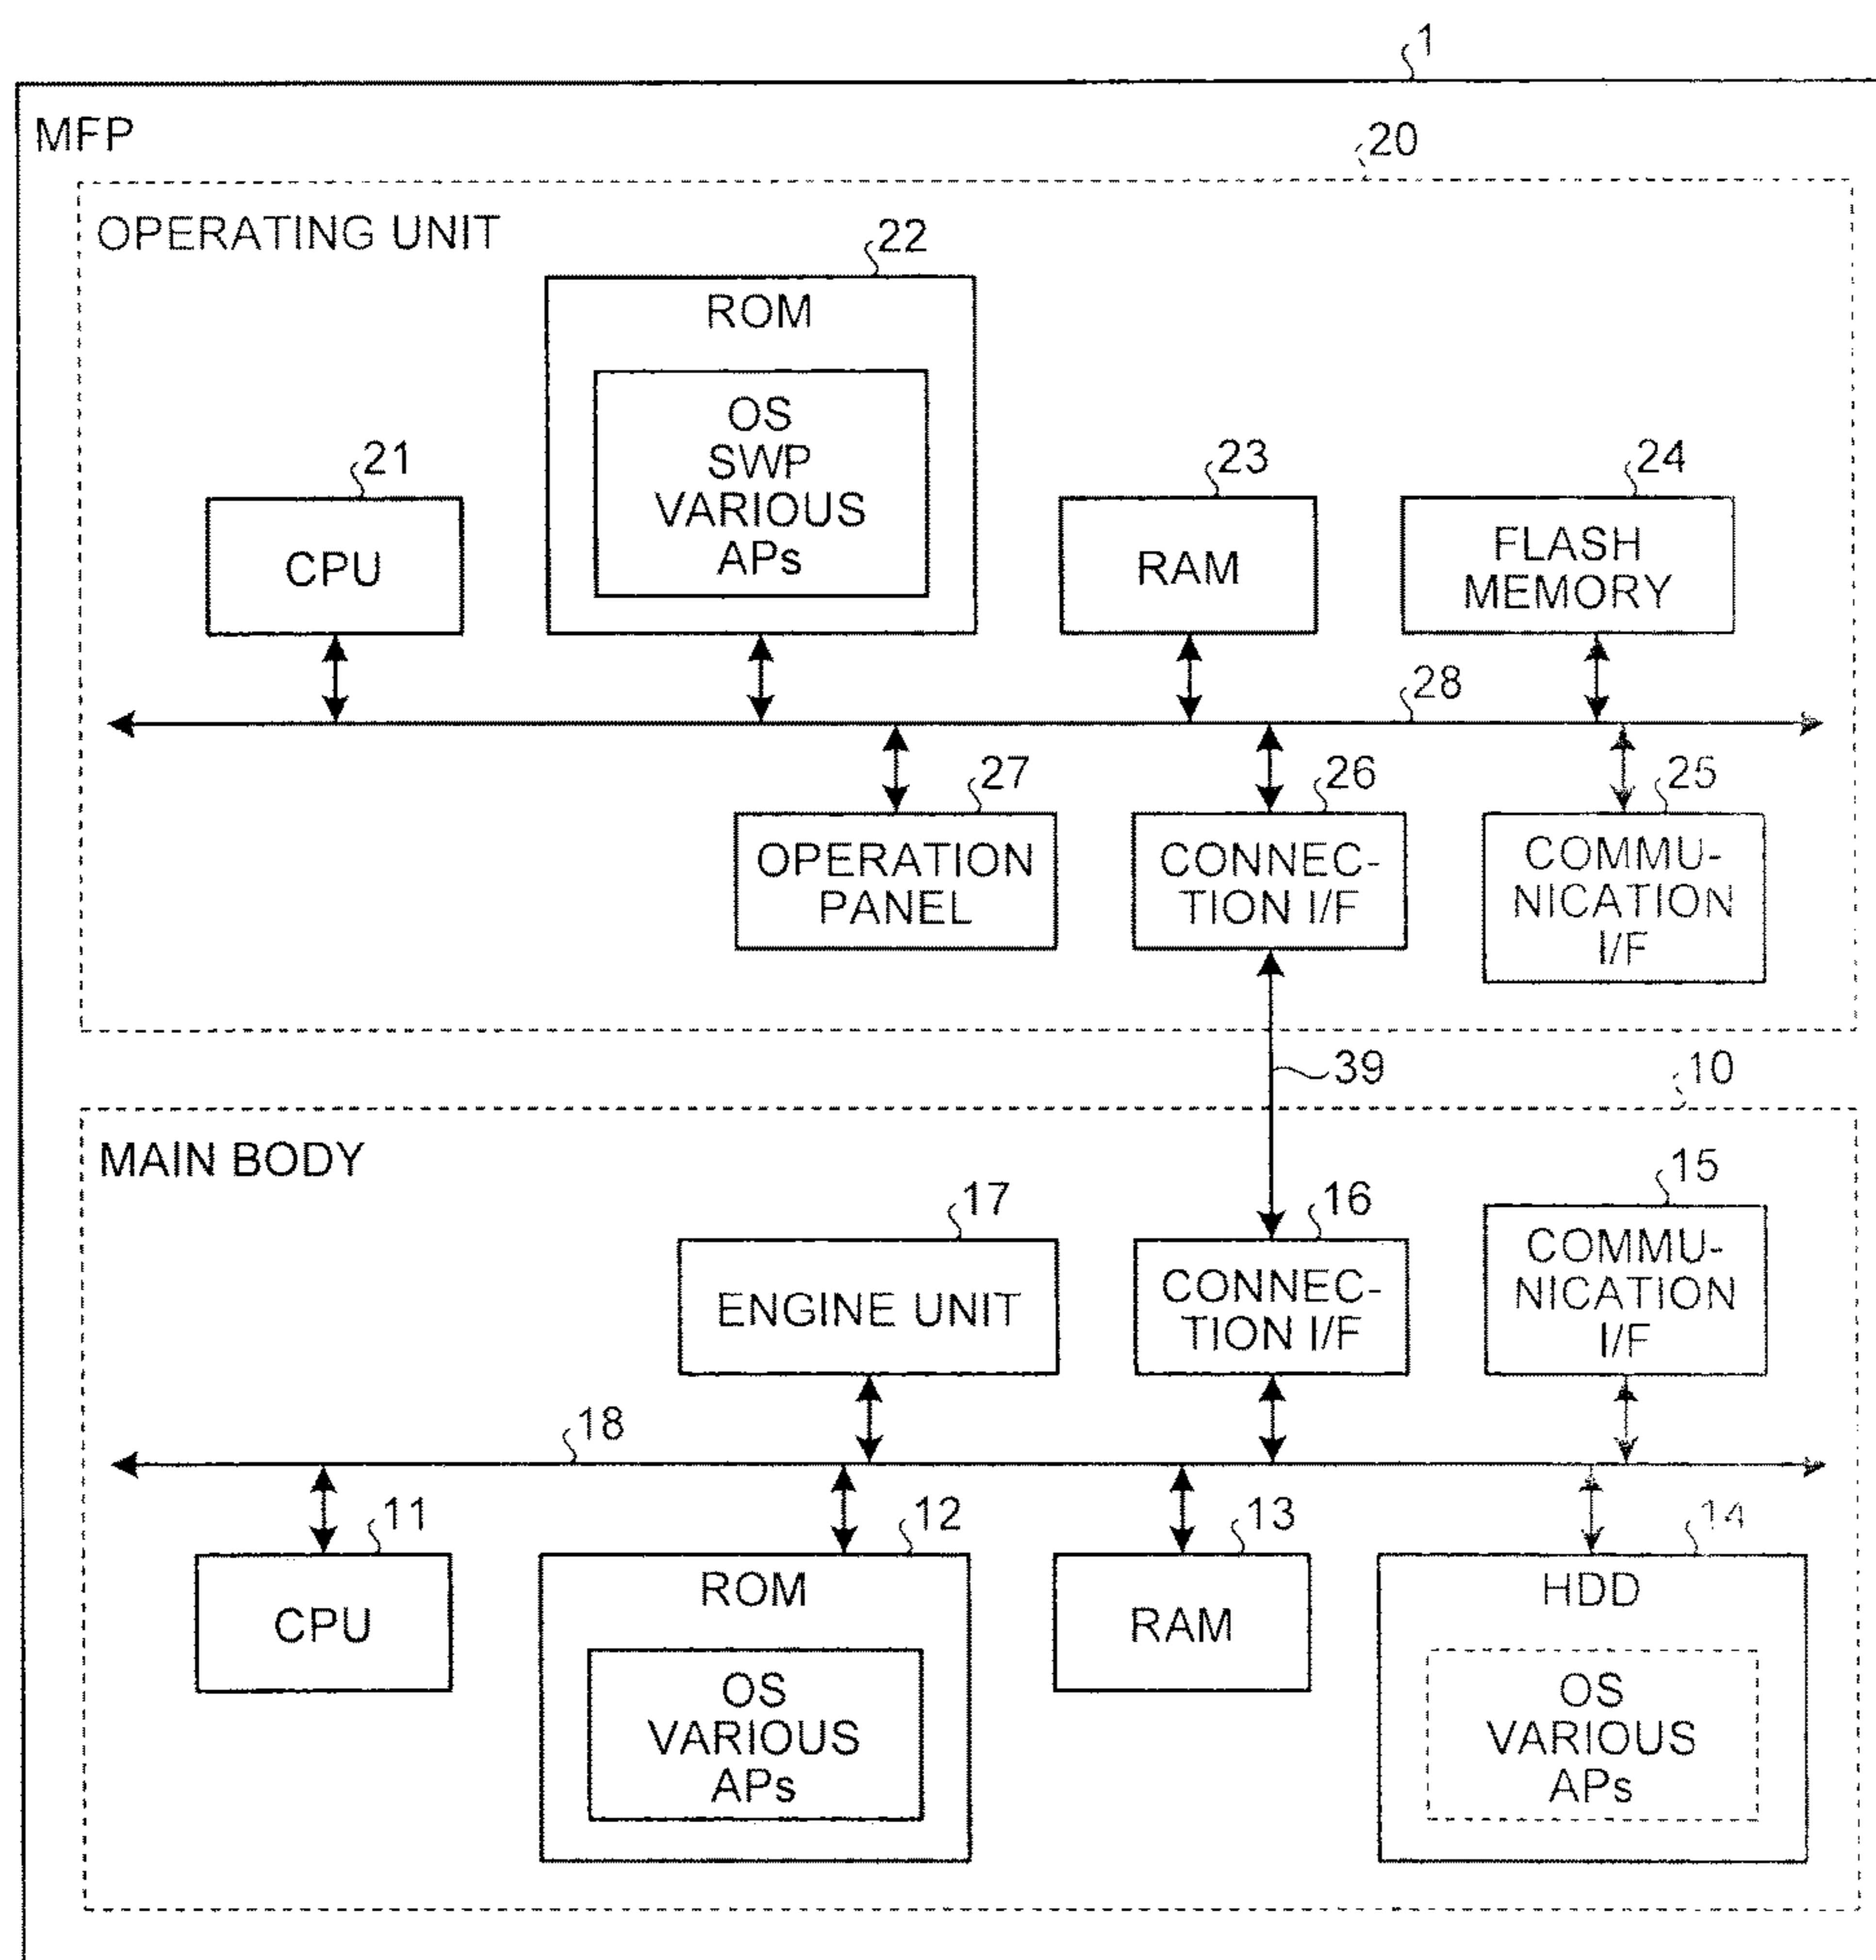 1
MFP
20
OPERATING UNIT
22
ROM
OS
SWP
VARIOUS
APs
21
CPU
23
RAM
24
FLASH
MEMORY
28
27
OPERATION
PANEL
26
CONNEC-
TION I/F
25
COMMU-
NICATION
I/F
39
10
MAIN BODY
17
ENGINE UNIT
16
CONNEC-
TION I/F
15
COMMU-
NICATION
I/F
18
11
CPU
12
ROM
OS
VARIOUS
APs
13
RAM
14
HDD
OS
VARIOUS
APs